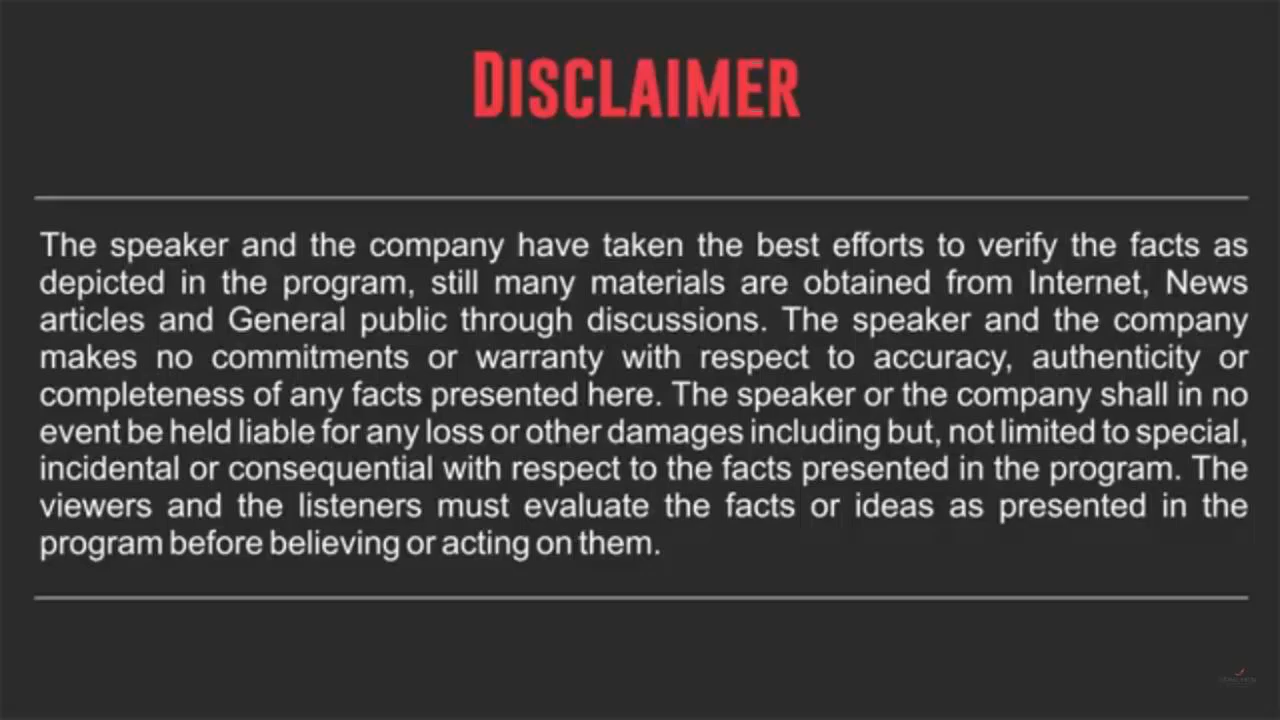 DISCLAIMER
The speaker and the company have taken the best efforts to verify the facts as
depicted in the program, still many materials are obtained from Internet, News
articles and General public through discussions. The speaker and the company
makes no commitments or warranty with respect to accuracy, authenticity or
completeness of any facts presented here. The speaker or the company shall in no
event be held liable for any loss or other damages including but, not limited to special,
incidental or consequential with respect to the facts presented in the program. The
viewers and the listeners must evaluate the facts or ideas as presented in the
program before believing or acting on them.